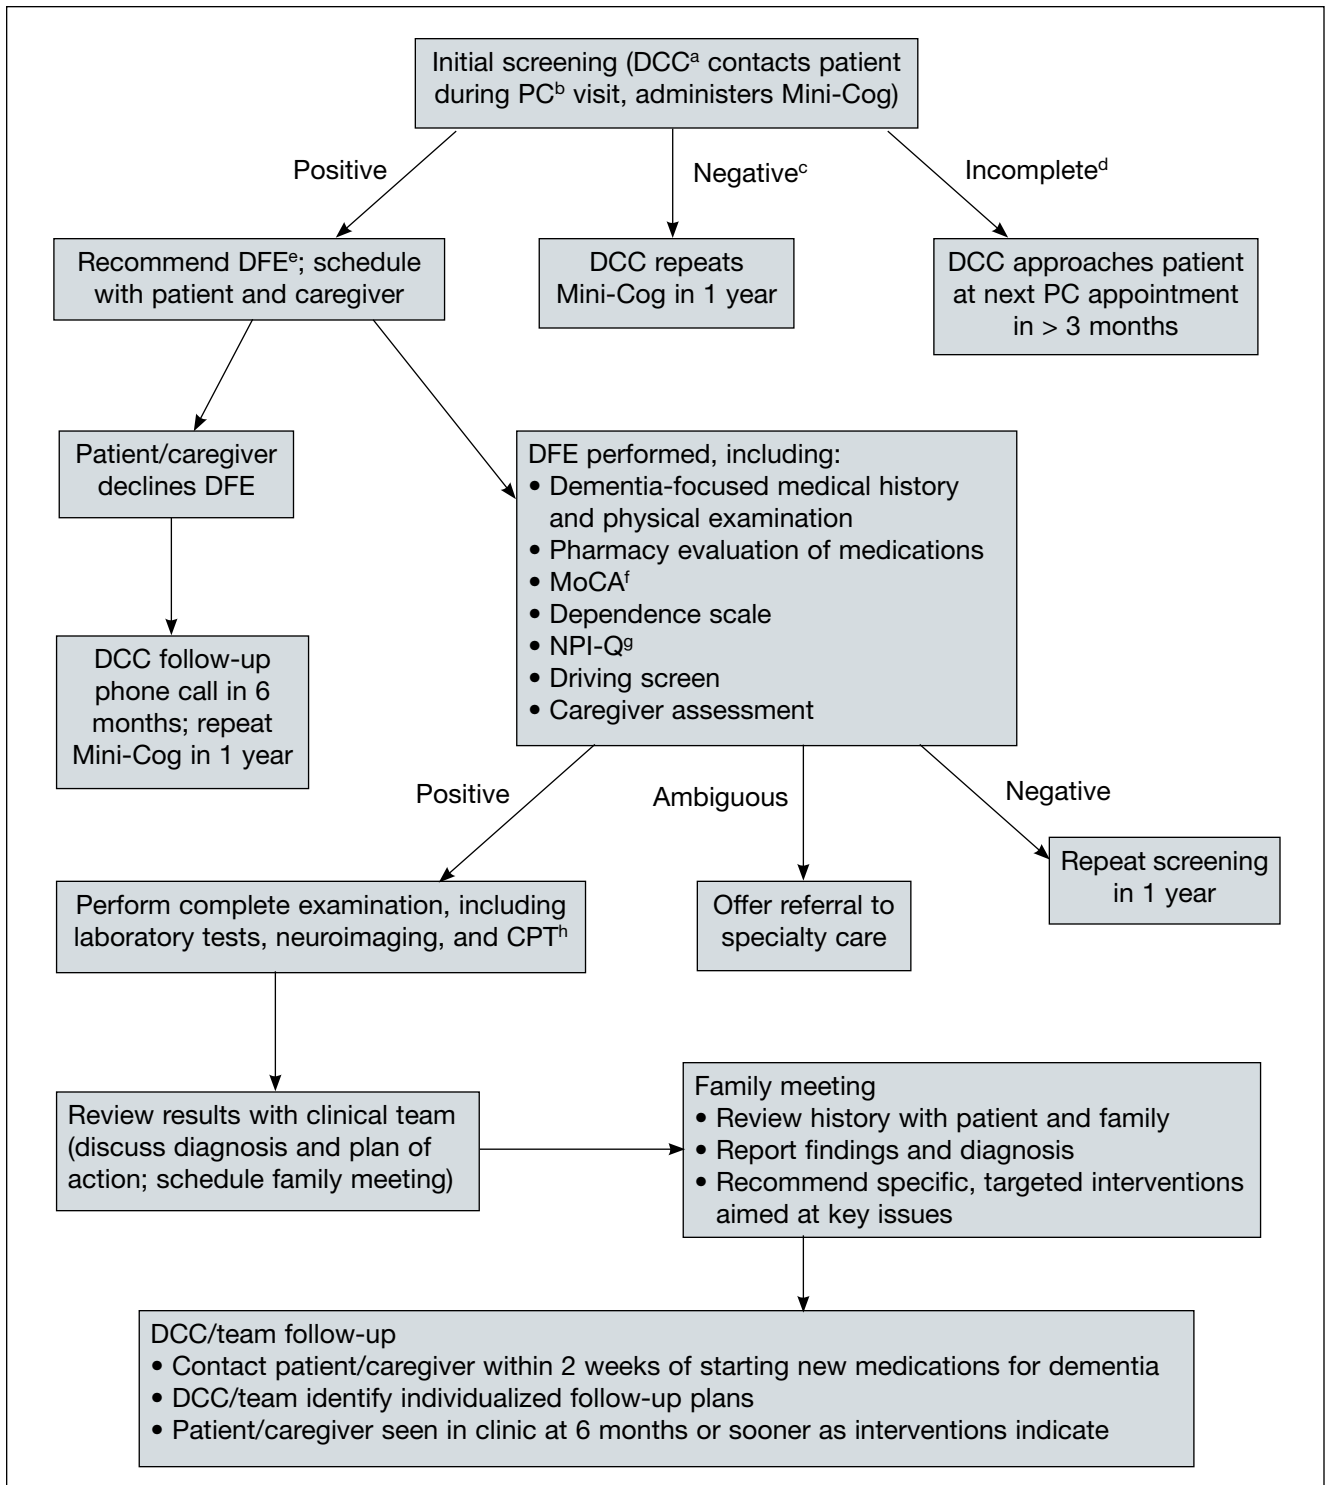 Initial screening (DCCᵃ contacts patient
during PCᵇ visit, administers Mini-Cog)
Positive
Negativeᶜ
Incompleteᵈ
Recommend DFEᵉ; schedule
with patient and caregiver
DCC repeats
Mini-Cog in 1 year
DCC approaches patient
at next PC appointment
in > 3 months
Patient/caregiver
declines DFE
DFE performed, including:
• Dementia-focused medical history
and physical examination
• Pharmacy evaluation of medications
• MoCAᶠ
• Dependence scale
• NPI-Qᵍ
• Driving screen
• Caregiver assessment
DCC follow-up
phone call in 6
months; repeat
Mini-Cog in 1 year
Positive
Ambiguous
Negative
Perform complete examination, including
laboratory tests, neuroimaging, and CPTʰ
Offer referral to
specialty care
Repeat screening
in 1 year
Review results with clinical team
(discuss diagnosis and plan of
action; schedule family meeting)
Family meeting
• Review history with patient and family
• Report findings and diagnosis
• Recommend specific, targeted interventions
aimed at key issues
DCC/team follow-up
• Contact patient/caregiver within 2 weeks of starting new medications for dementia
• DCC/team identify individualized follow-up plans
• Patient/caregiver seen in clinic at 6 months or sooner as interventions indicate